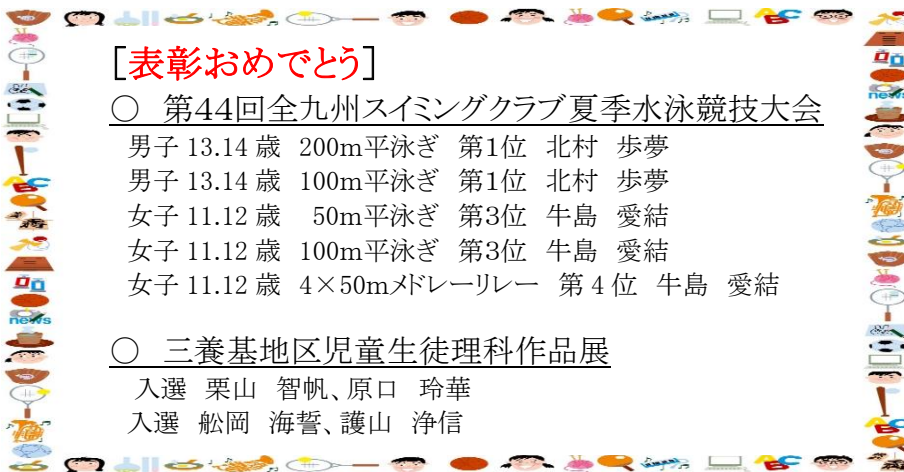 ［表彰おめでとう］
○　第４４回全九州スイミングクラブ夏季水泳競技大会
男子 13.14 歳　200ｍ平泳ぎ　第１位　北村　歩夢
男子 13.14 歳　100ｍ平泳ぎ　第１位　北村　歩夢
女子 11.12 歳　50ｍ平泳ぎ　第３位　牛島　愛結
女子 11.12 歳　100ｍ平泳ぎ　第３位　牛島　愛結
女子 11.12 歳　4×50ｍメドレーリレー　第 4 位　牛島　愛結
○　三養基地区児童生徒理科作品展
入選　栗山　智帆、原口　玲華
入選　舩岡　海誓、護山　浄信